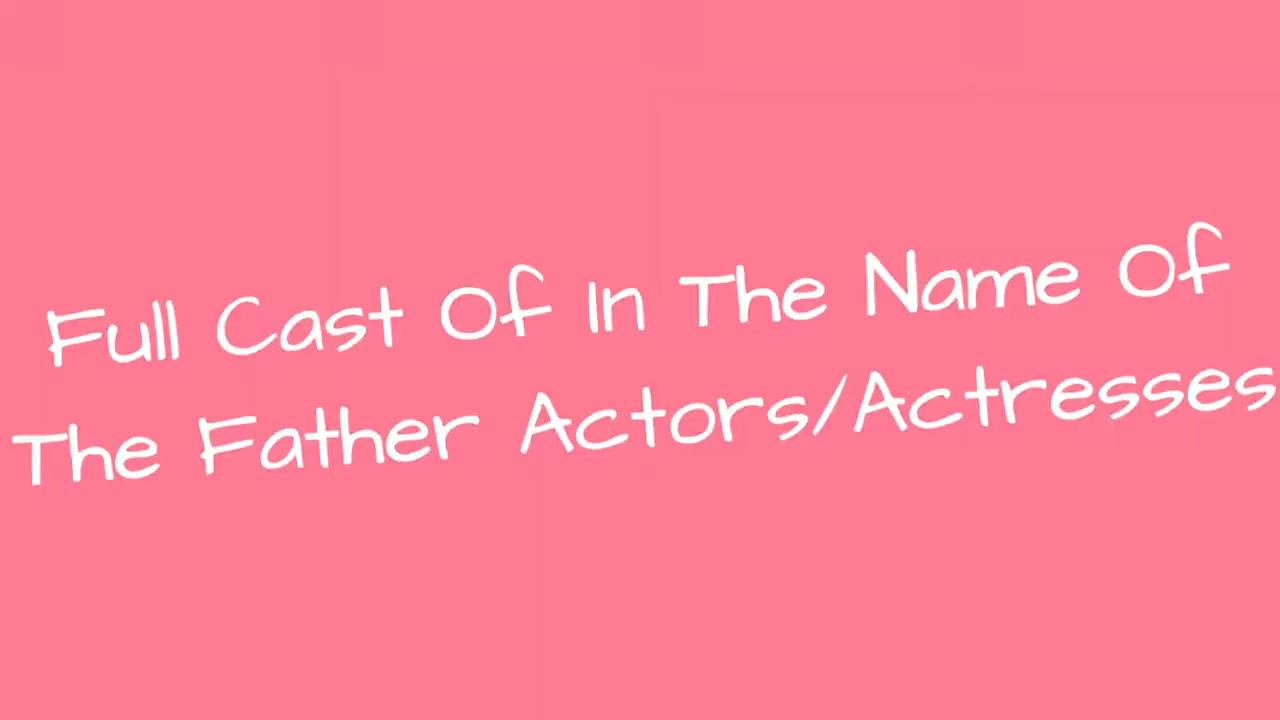 Full Cast Of In The Name Of
The Father Actors/Actresses